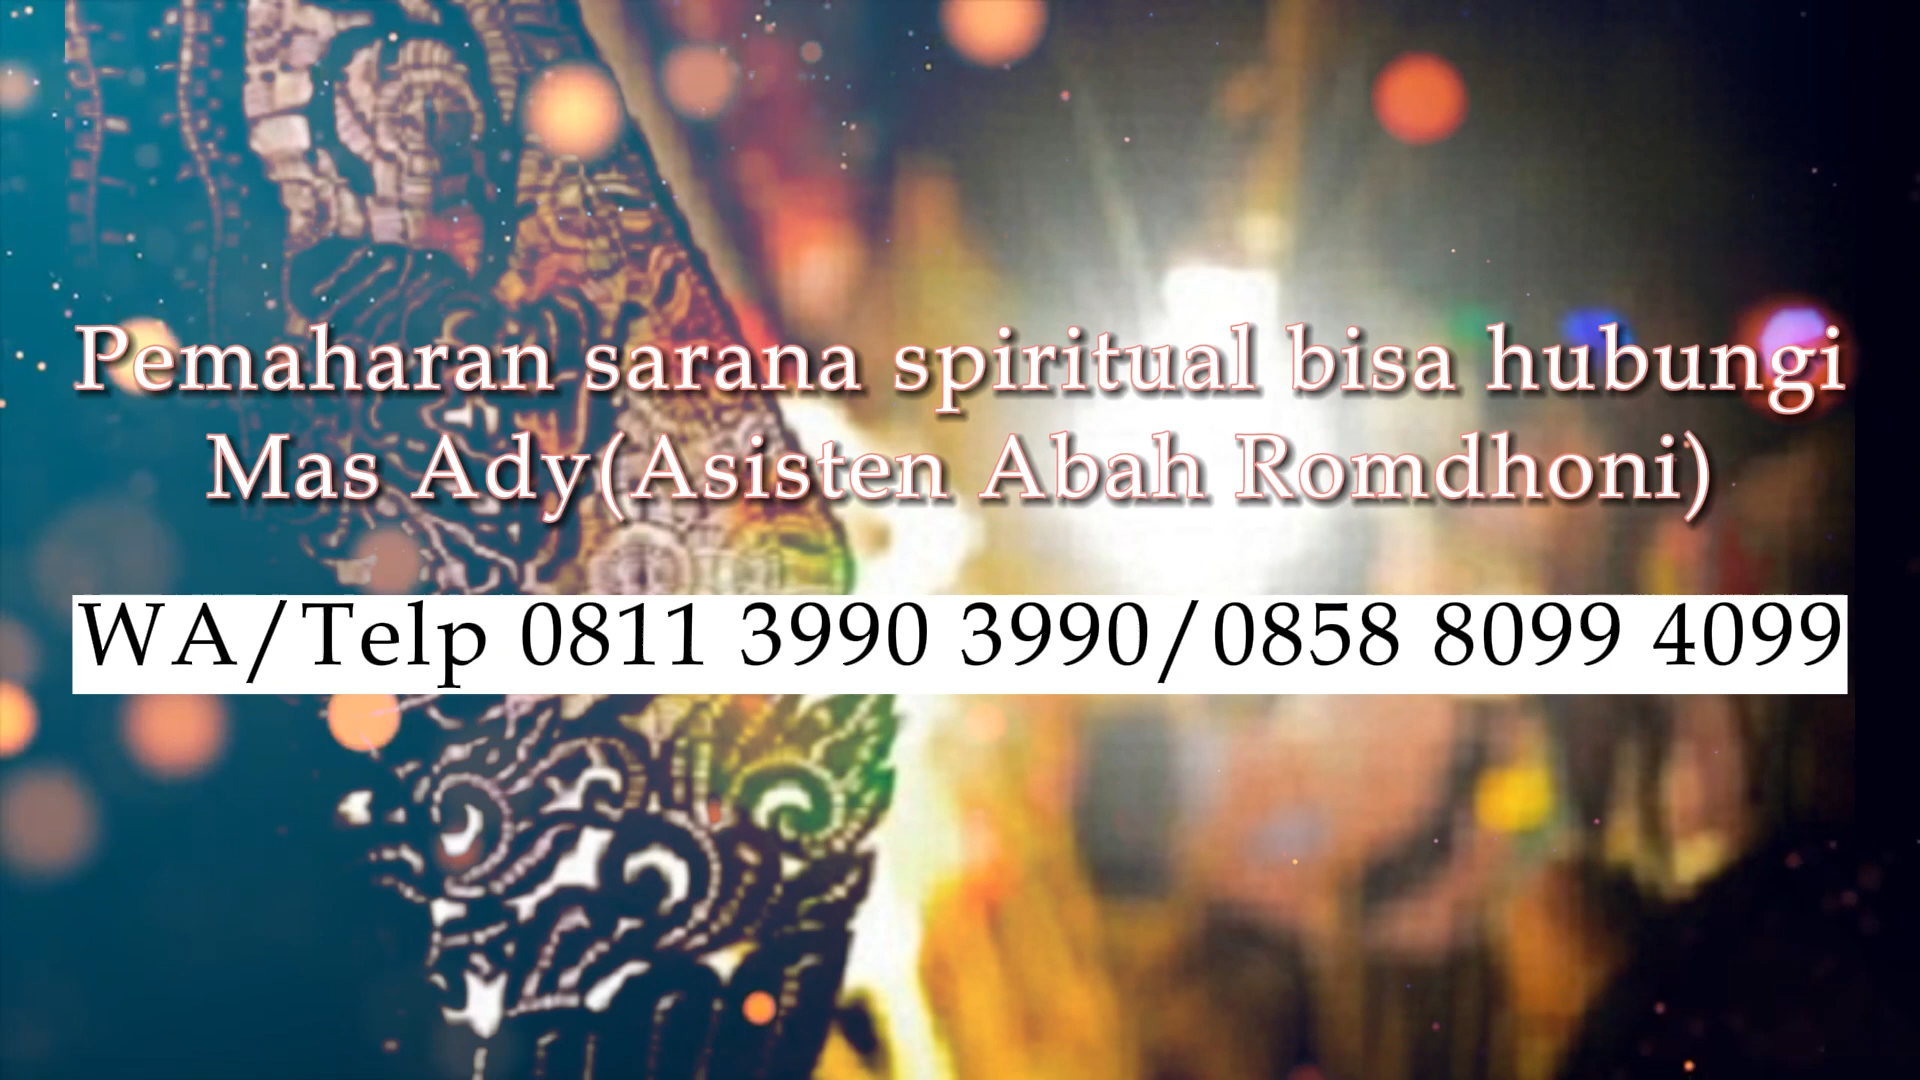 Pemaharan sarana spiritual bisa hubungi
Mas Ady(Asisten Abah Romdhoni)
WA/Telp 0811 3990 3990/0858 8099 4099